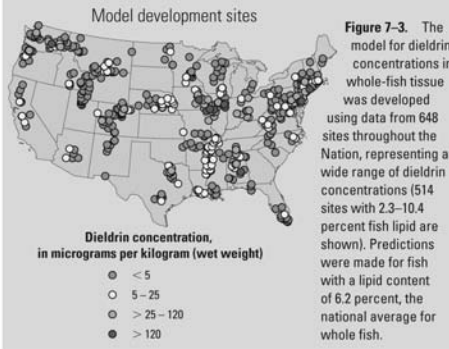 Model development sites
Dieldrin concentration,
in micrograms per kilogram (wet weight)
< 5
5 – 25
> 25 – 120
> 120
Figure 7–3. The
model for dieldrin
concentrations in
whole-fish tissue
was developed
using data from 648
sites throughout the
Nation, representing a
wide range of dieldrin
concentrations (514
sites with 2.3–10.4
percent fish lipid are
shown). Predictions
were made for fish
with a lipid content
of 6.2 percent, the
national average for
whole fish.